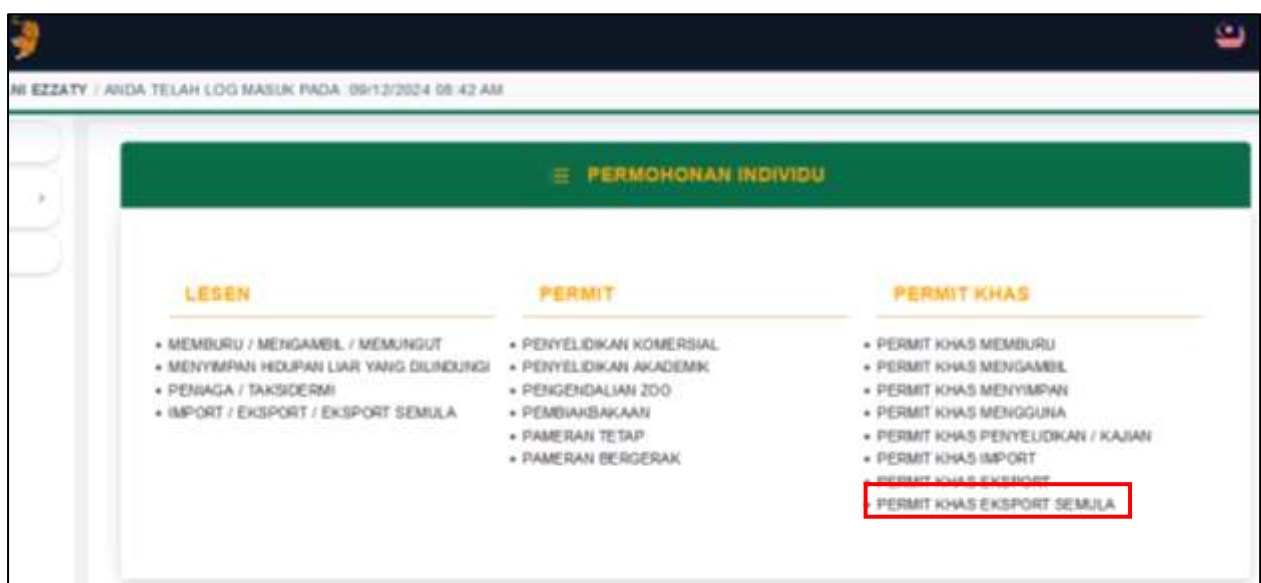 NI EZZATY / ANDA TELAH LOG MASUK PADA 09/12/2024 08:42 AM
PERMOHONAN INDIVIDU
LESEN
• MEMBURU / MENGAMBIL / MEMUNGUT
• MENYIMPAN HIDUPAN LIAR YANG DILINDUNGI
• PENIAGA / TAKSIDERMI
• IMPORT / EKSPORT / EKSPORT SEMULA
PERMIT
• PENYELIDIKAN KOMERSIAL
• PENYELIDIKAN AKADEMIK
• PENGENDALIAN ZOO
• PEMBIAKBAKAAN
• PAMERAN TETAP
• PAMERAN BERGERAK
PERMIT KHAS
• PERMIT KHAS MEMBURU
• PERMIT KHAS MENGAMBIL
• PERMIT KHAS MENYIMPAN
• PERMIT KHAS MENGGUNA
• PERMIT KHAS PENYELIDIKAN / KAJIAN
• PERMIT KHAS IMPORT
• PERMIT KHAS EKSPORT
• PERMIT KHAS EKSPORT SEMULA